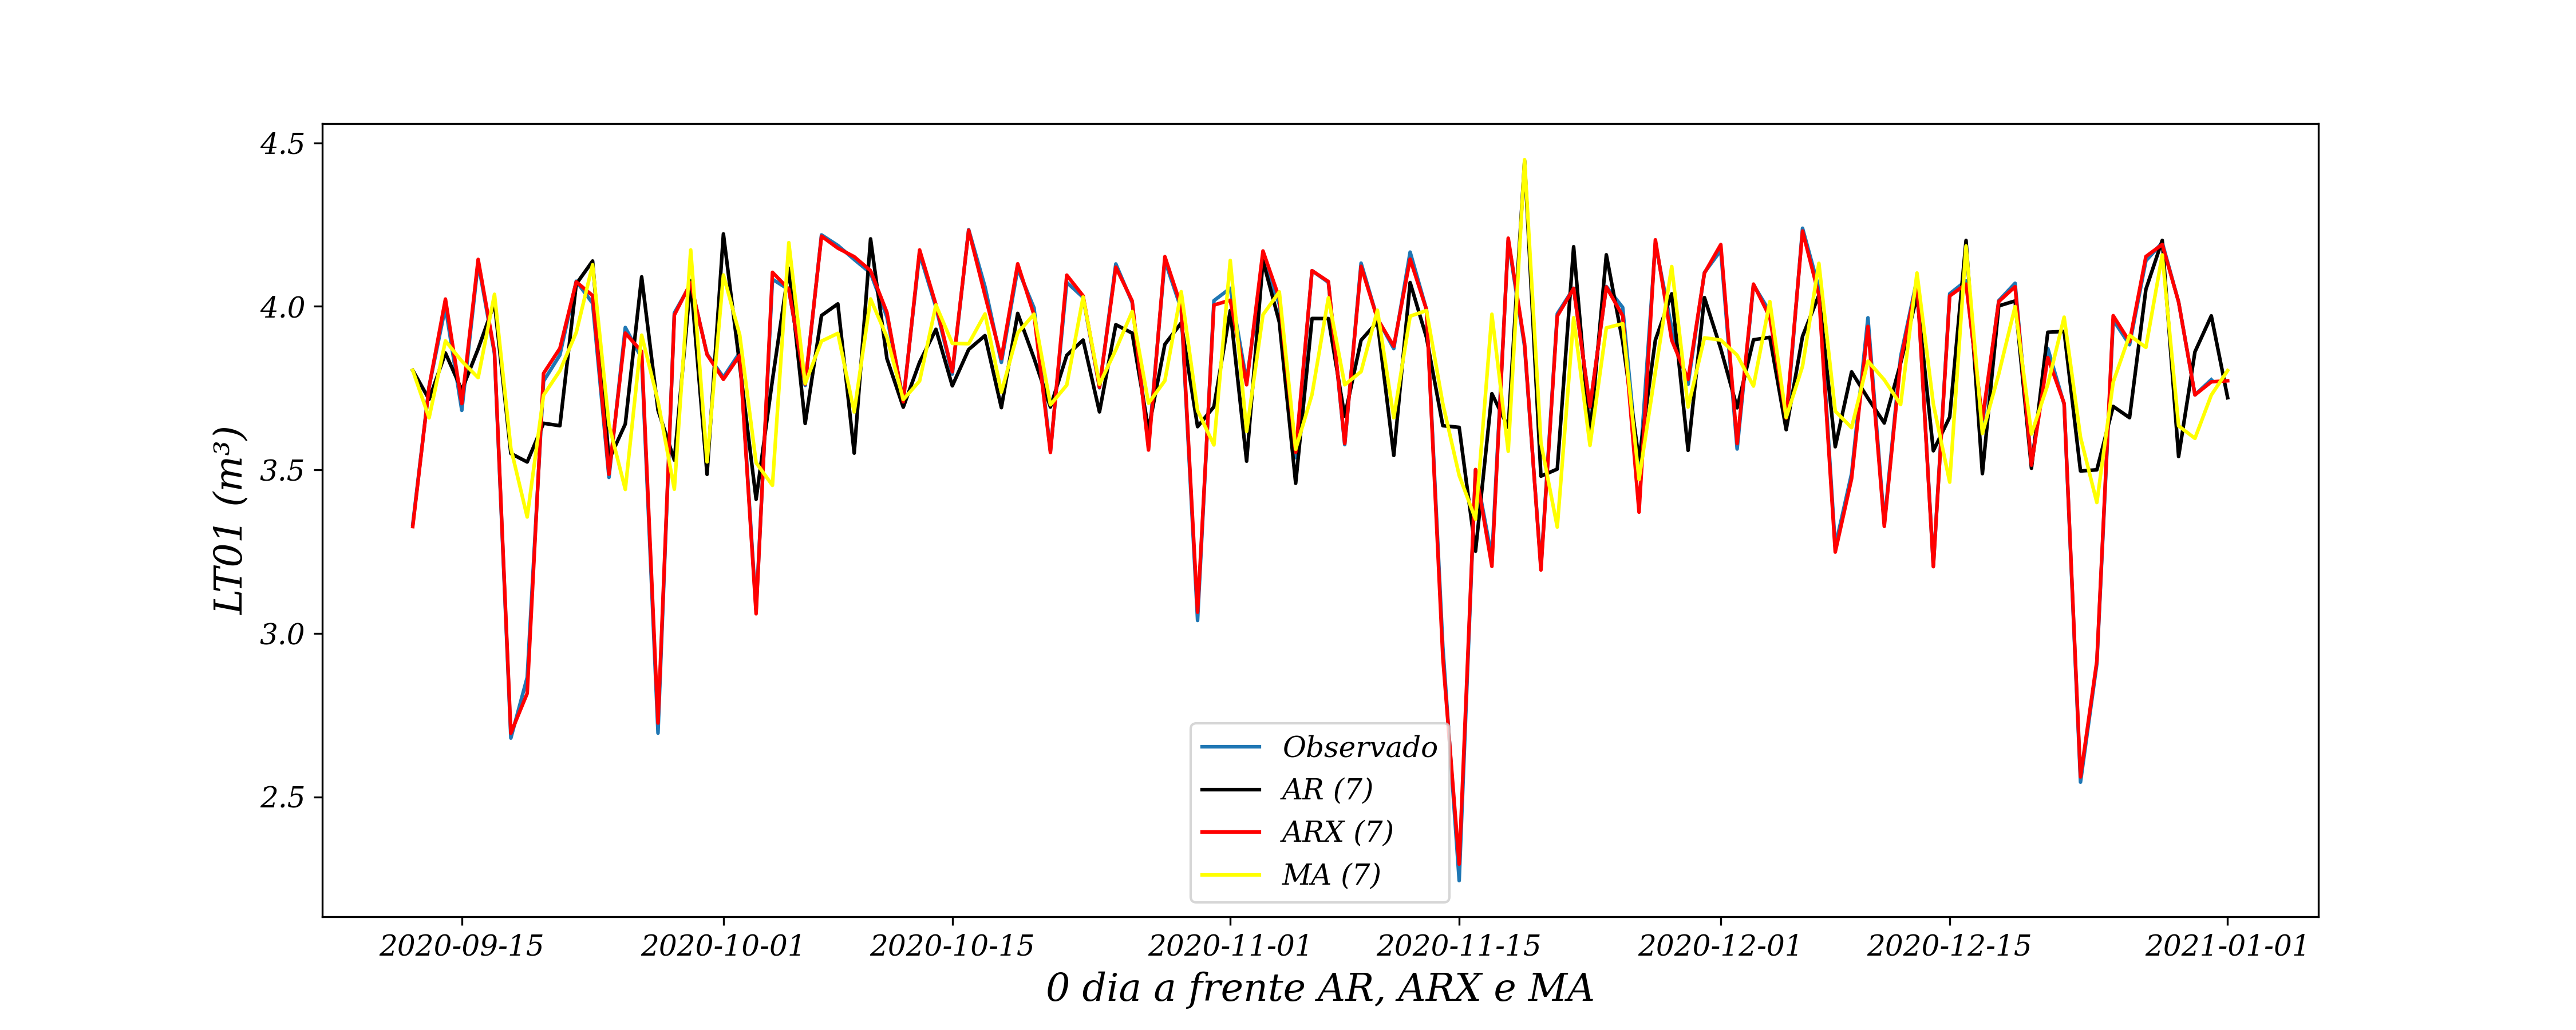 4.5
4.0
3.5
3.0
2.5
LT01 (m³)
Observado
AR (7)
ARX (7)
MA (7)
2020-09-15 2020-10-01 2020-10-15 2020-11-01 2020-11-15 2020-12-01 2020-12-15 2021-01-01
0 dia a frente AR, ARX e MA